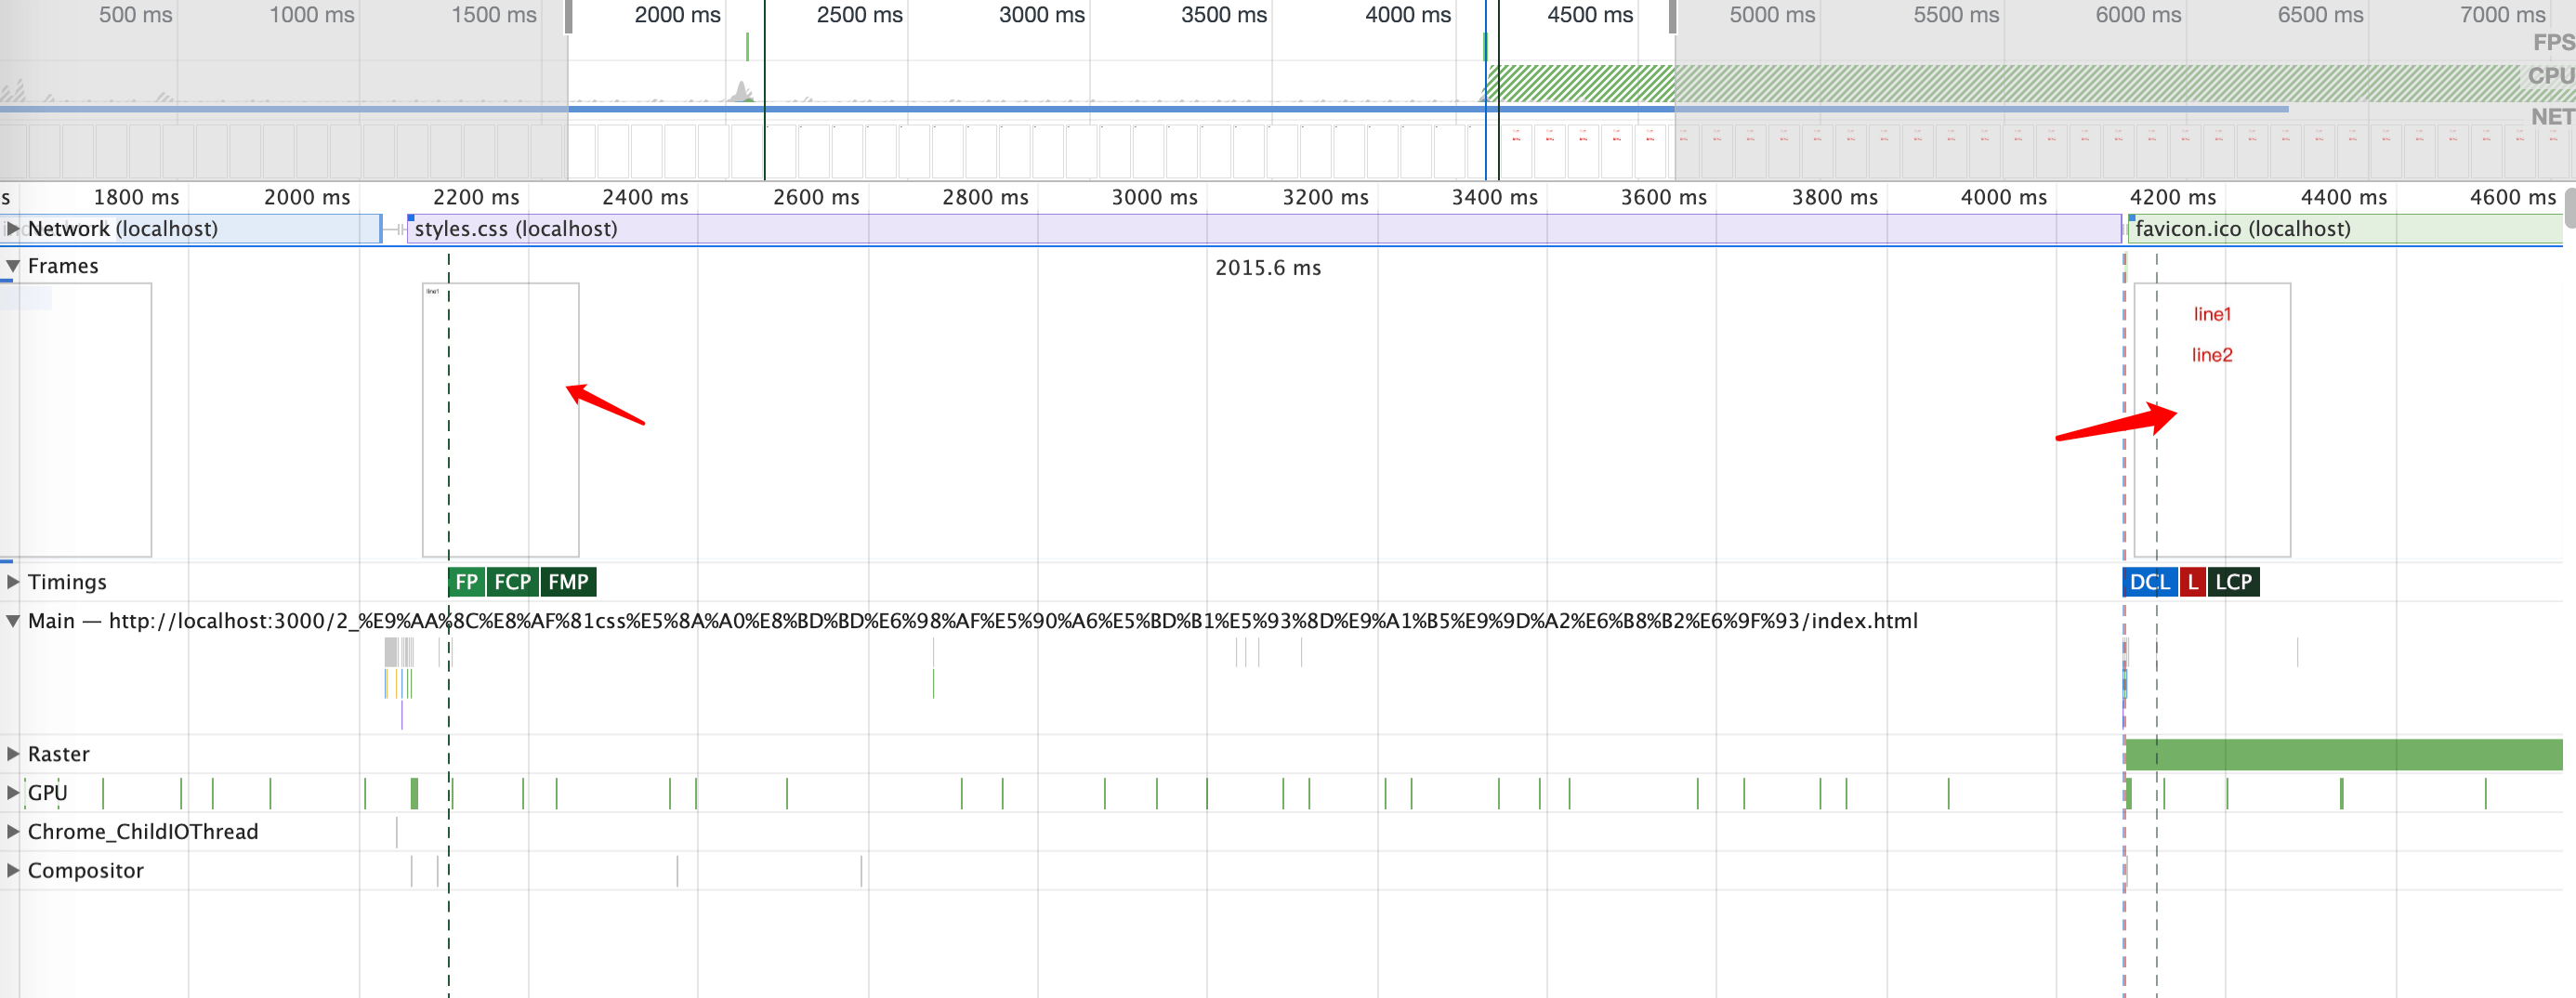 500 ms 1000 ms 1500 ms 2000 ms 2500 ms 3000 ms 3500 ms 4000 ms 4500 ms 5000 ms 5500 ms 6000 ms 6500 ms 7000 ms
FPS
CPU
NET
s 1800 ms 2000 ms 2200 ms 2400 ms 2600 ms 2800 ms 3000 ms 3200 ms 3400 ms 3600 ms 3800 ms 4000 ms 4200 ms 4400 ms 4600 ms
Network (localhost) styles.css (localhost) favicon.ico (localhost)
Frames 2015.6 ms
line1
line1
line2
Timings FP FCP FMP DCL L LCP
Main — http://localhost:3000/2_%E9%AA%8C%E8%AF%81css%E5%8A%A0%E8%BD%BD%E6%98%AF%E5%90%A6%E5%BD%B1%E5%93%8D%E9%A1%B5%E9%9D%A2%E6%B8%B2%E6%9F%93/index.html
Raster
GPU
Chrome_ChildIOThread
Compositor